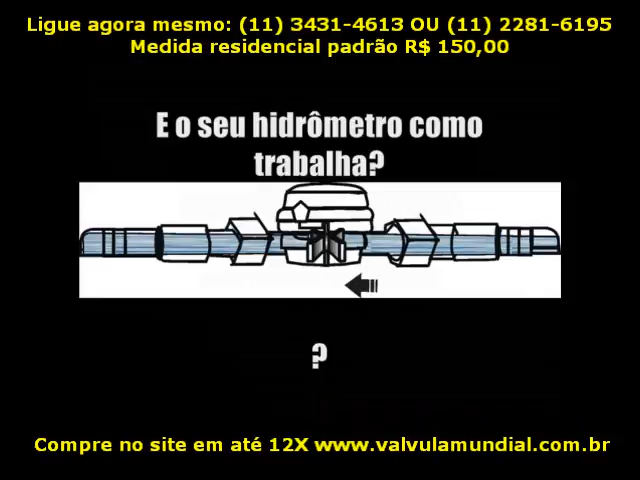 Ligue agora mesmo: (11) 3431-4613 OU (11) 2281-6195
Medida residencial padrão R$ 150,00
E o seu hidrômetro como
trabalha?
?
Compre no site em até 12X www.valvulamundial.com.br